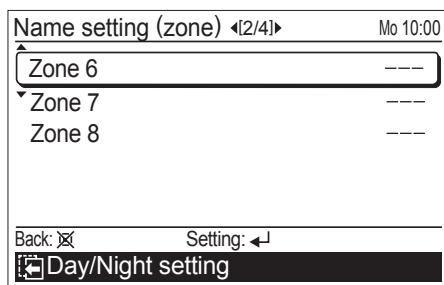 Name setting (zone) [2/4] Mo 10:00
Zone 6 ---
Zone 7 ---
Zone 8 ---
Back: Setting:
Day/Night setting